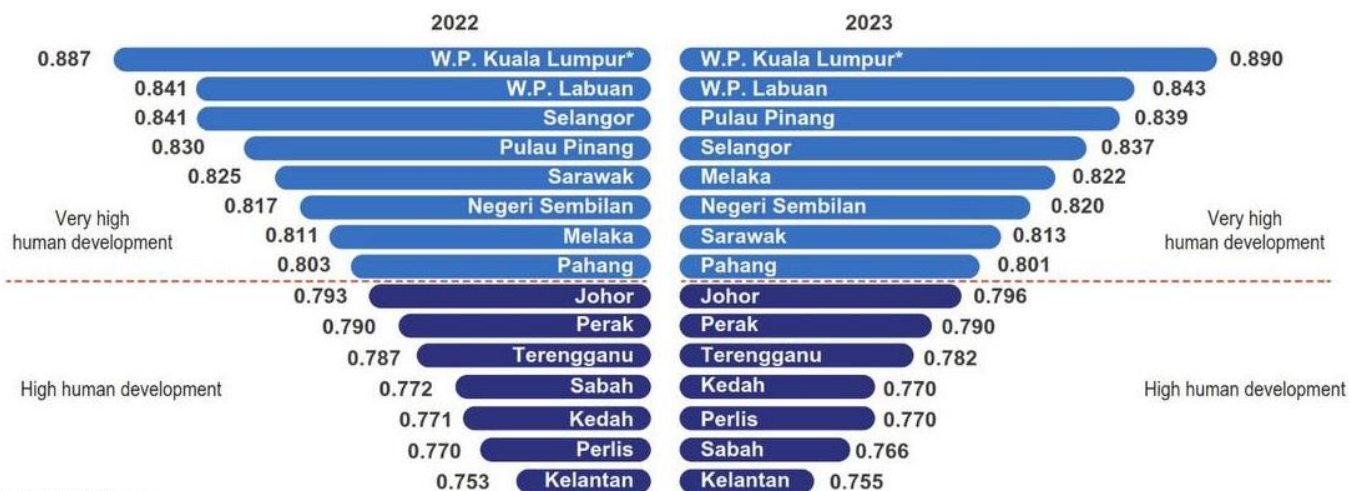 2022 2023
0.887 W.P. Kuala Lumpur* W.P. Kuala Lumpur* 0.890
0.841 W.P. Labuan W.P. Labuan 0.843
0.841 Selangor Pulau Pinang 0.839
0.830 Pulau Pinang Selangor 0.837
0.825 Sarawak Melaka 0.822
0.817 Negeri Sembilan Negeri Sembilan 0.820
Very high
human development
Very high
human development
0.811 Melaka Sarawak 0.813
0.803 Pahang Pahang 0.801
0.793 Johor Johor 0.796
0.790 Perak Perak 0.790
0.787 Terengganu Terengganu 0.782
High human development 0.772 Sabah Kedah 0.770 High human development
0.771 Kedah Perlis 0.770
0.770 Perlis Sabah 0.766
0.753 Kelantan Kelantan 0.755